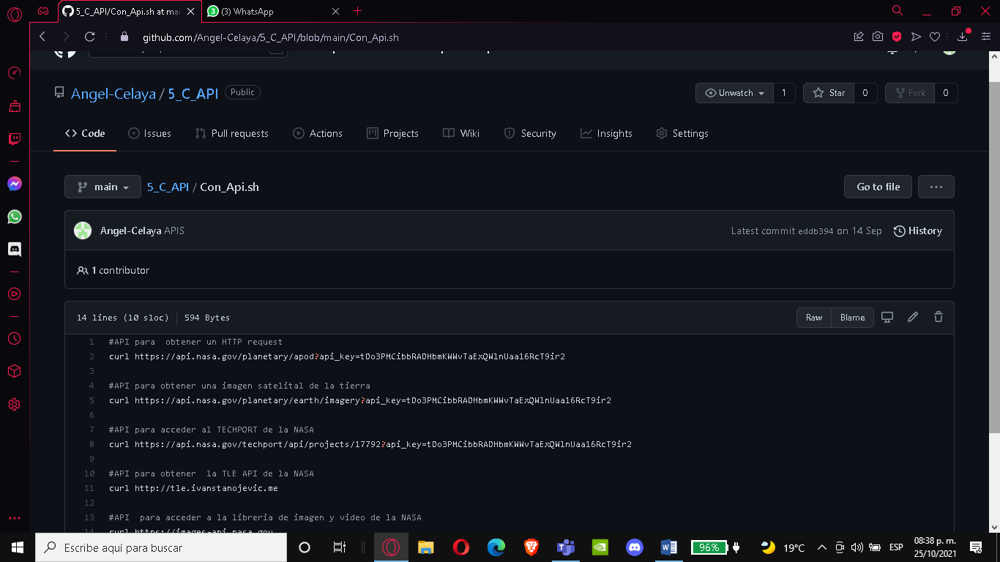 5_C_API/Con_Api.sh at mai
(3) WhatsApp
github.com/Angel-Celaya/5_C_API/blob/main/Con_Api.sh
Angel-Celaya / 5_C_API Public
Unwatch 1 Star 0 Fork 0
Code Issues Pull requests Actions Projects Wiki Security Insights Settings
main 5_C_API / Con_Api.sh Go to file ...
Angel-Celaya APIS Latest commit eddb394 on 14 Sep History
1 contributor
14 lines (10 sloc) 594 Bytes Raw Blame
1 #API para  obtener un HTTP request
2 curl https://api.nasa.gov/planetary/apod?api_key=tDo3PMCibbRADHbmKWWvTaExQWlnUaa16RcT9ir2
3
4 #API para obtener una imagen satelital de la tierra
5 curl https://api.nasa.gov/planetary/earth/imagery?api_key=tDo3PMCibbRADHbmKWWvTaExQWlnUaa16RcT9ir2
6
7 #API para acceder al TECHPORT de la NASA
8 curl https://api.nasa.gov/techport/api/projects/17792?api_key=tDo3PMCibbRADHbmKWWvTaExQWlnUaa16RcT9ir2
9
10 #API para obtener  la TLE API de la NASA
11 curl http://tle.ivanstanojevic.me
12
13 #API  para acceder a la libreria de imagen y video de la NASA
14 curl https://images-api.nasa.gov
Escribe aquí para buscar 96% 19°C ESP 08:38 p. m.
25/10/2021